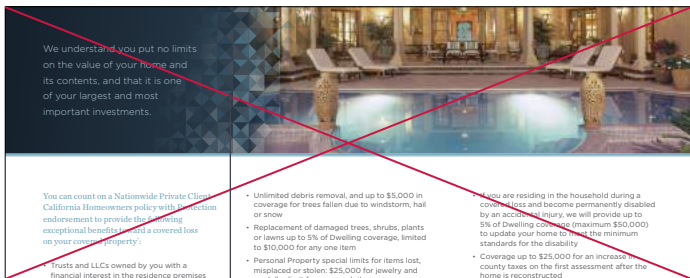 We understand you put no limits
on the value of your home and
its contents, and that it is one
of your largest and most
important investments.
You can count on a Nationwide Private Client
California Homeowners policy with Protection
endorsement to provide the following
exceptional benefits toward a covered loss
on your covered property¹:
• Trusts and LLCs owned by you with a
financial interest in the residence premises
• Unlimited debris removal, and up to $5,000 in
coverage for trees fallen due to windstorm, hail
or snow
• Replacement of damaged trees, shrubs, plants
or lawns up to 5% of Dwelling coverage, limited
to $10,000 for any one item
• Personal Property special limits for items lost,
misplaced or stolen: $25,000 for jewelry and
• If you are residing in the household during a
covered loss and become permanently disabled
by an accidental injury, we will provide up to
5% of Dwelling coverage (maximum $50,000)
to update your home to meet the minimum
standards for the disability
• Coverage up to $25,000 for an increase in
county taxes on the first assessment after the
home is reconstructed